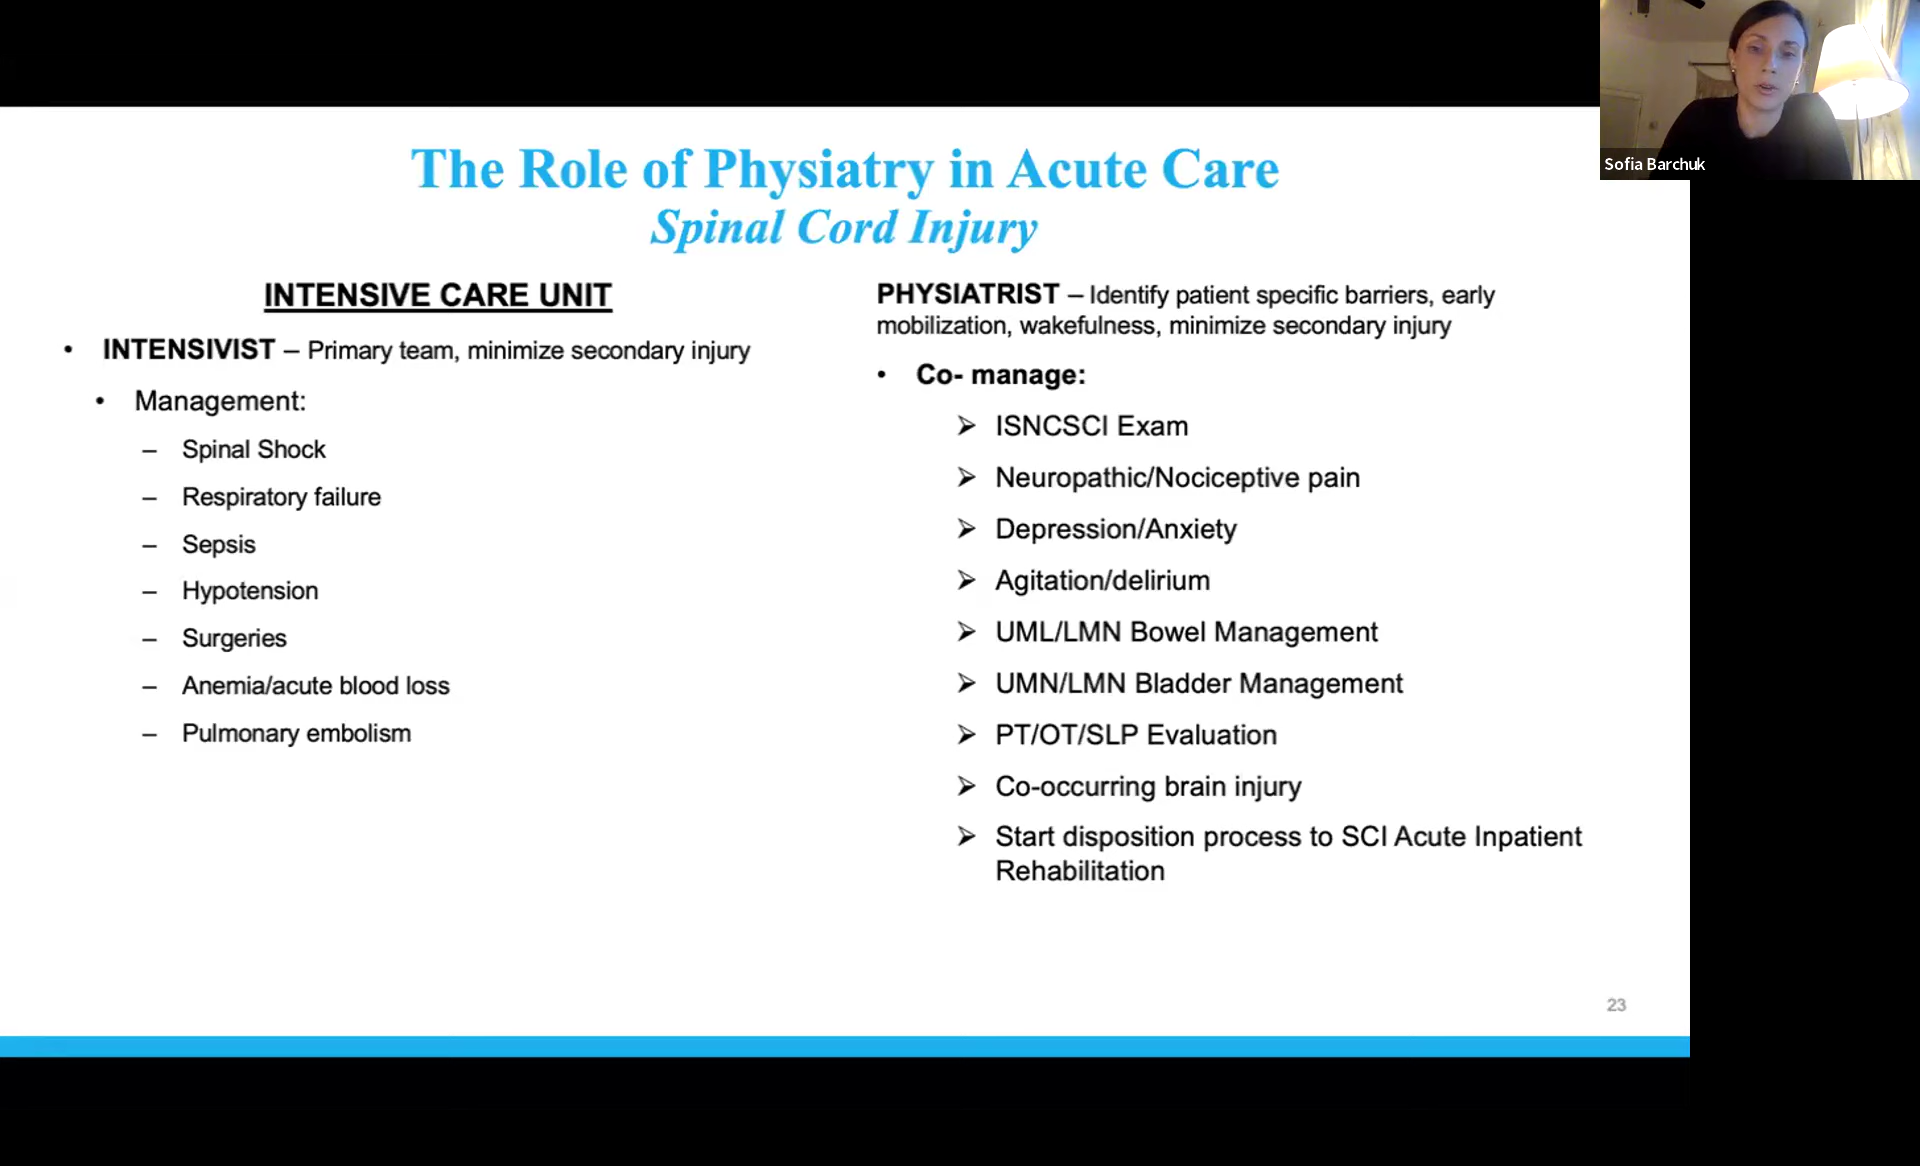 The Role of Physiatry in Acute Care
Spinal Cord Injury
INTENSIVE CARE UNIT
• INTENSIVIST – Primary team, minimize secondary injury
• Management:
– Spinal Shock
– Respiratory failure
– Sepsis
– Hypotension
– Surgeries
– Anemia/acute blood loss
– Pulmonary embolism
PHYSIATRIST – Identify patient specific barriers, early
mobilization, wakefulness, minimize secondary injury
• Co- manage:
➢ ISNCSCI Exam
➢ Neuropathic/Nociceptive pain
➢ Depression/Anxiety
➢ Agitation/delirium
➢ UML/LMN Bowel Management
➢ UMN/LMN Bladder Management
➢ PT/OT/SLP Evaluation
➢ Co-occurring brain injury
➢ Start disposition process to SCI Acute Inpatient
Rehabilitation
23
Sofia Barchuk